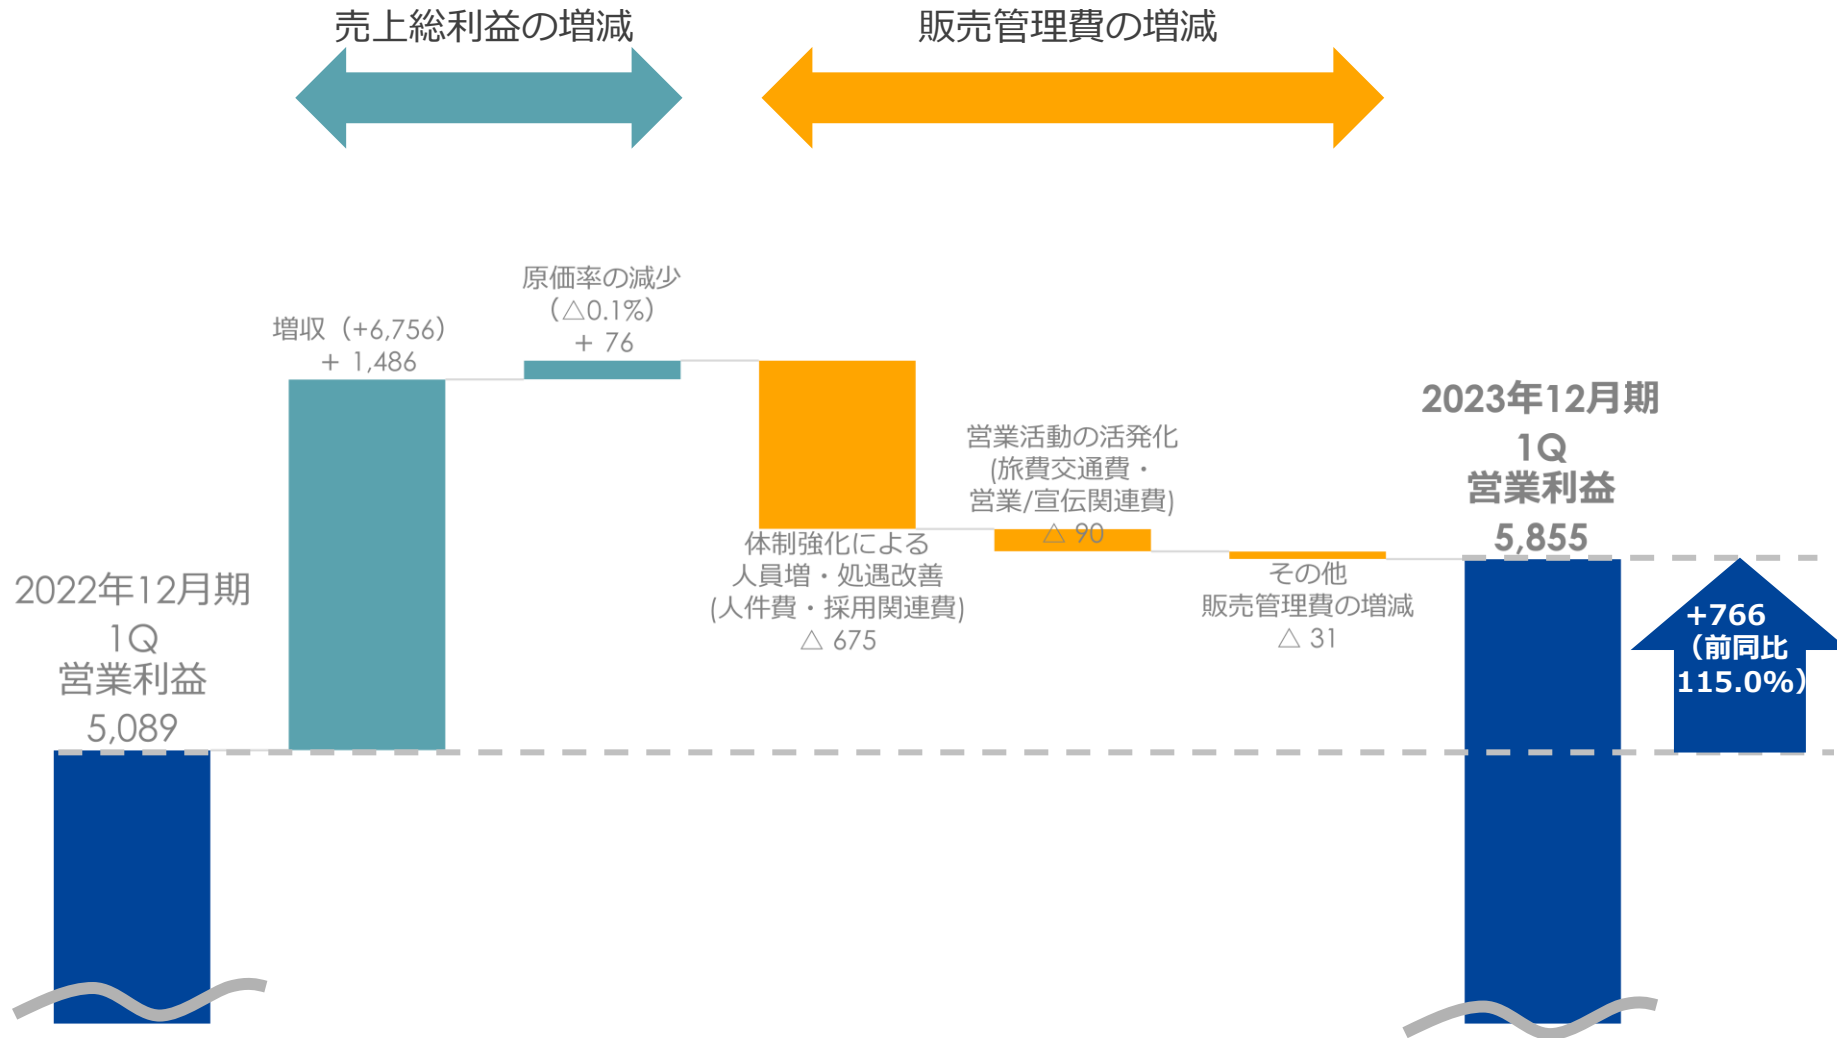 売上総利益の増減
販売管理費の増減
原価率の減少
（△0.1%）
+ 76
増収（+6,756）
+ 1,486
営業活動の活発化
(旅費交通費・
営業/宣伝関連費)
△ 90
体制強化による
人員増・処遇改善
(人件費・採用関連費)
△ 675
その他
販売管理費の増減
△ 31
2022年12月期
1Q
営業利益
5,089
2023年12月期
1Q
営業利益
5,855
+766
（前同比
115.0%）